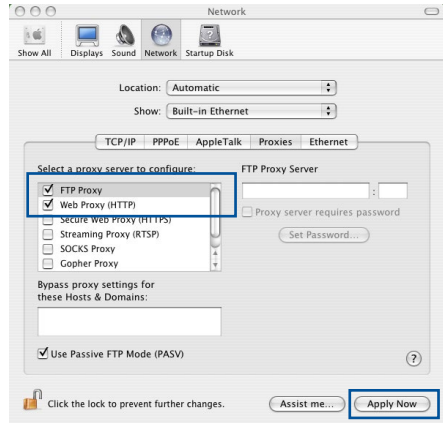 Network
Show All Displays Sound Network Startup Disk
Location: Automatic
Show: Built-in Ethernet
TCP/IP PPPoE AppleTalk Proxies Ethernet
Select a proxy server to configure: FTP Proxy Server
FTP Proxy :
Web Proxy (HTTP) Proxy server requires password
Secure Web Proxy (HTTPS)
Streaming Proxy (RTSP) Set Password...
SOCKS Proxy
Gopher Proxy
Bypass proxy settings for
these Hosts & Domains:
Use Passive FTP Mode (PASV) ?
Click the lock to prevent further changes. Assist me... Apply Now